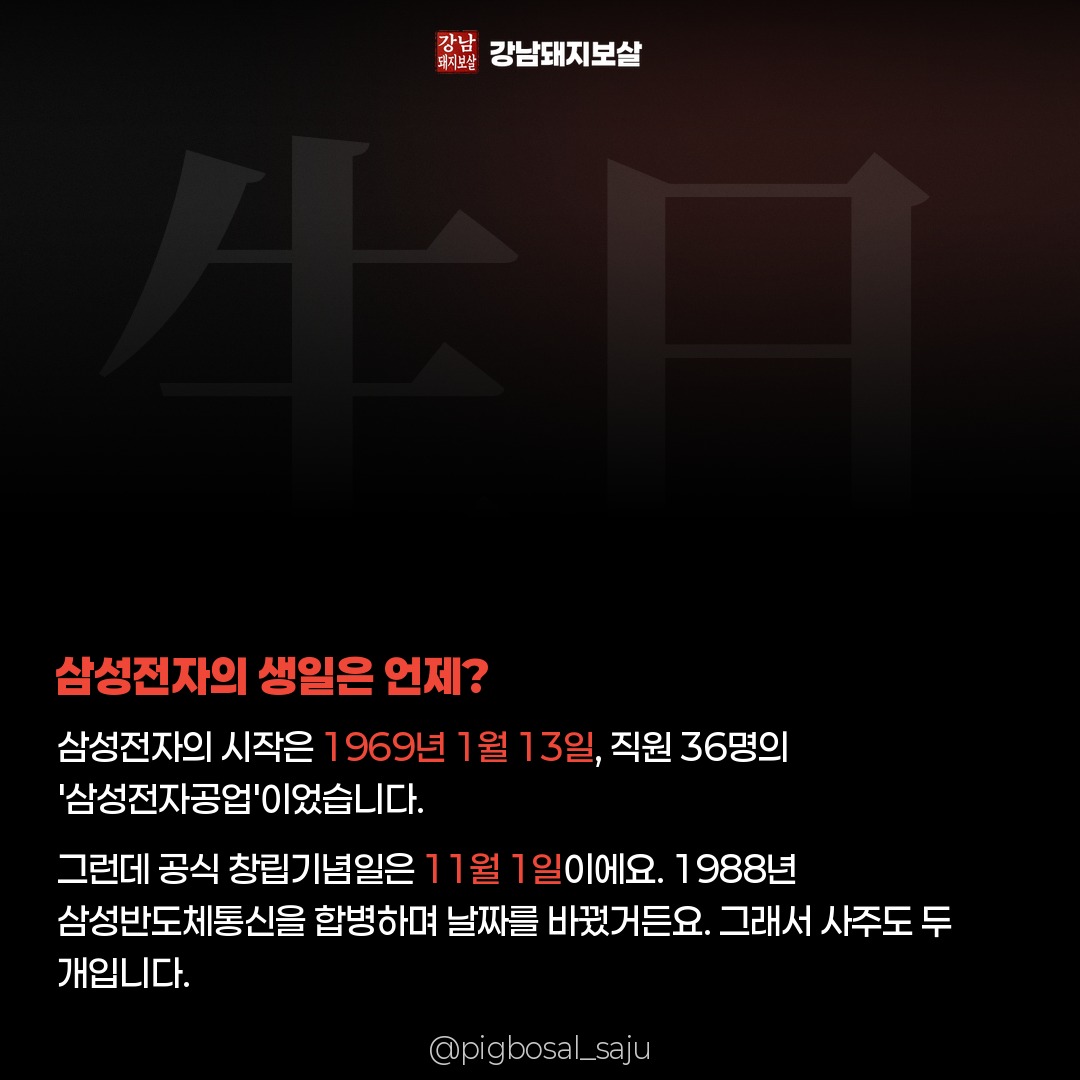 강남
돼지보살
강남돼지보살
生日
삼성전자의 생일은 언제?
삼성전자의 시작은 1969년 1월 13일, 직원 36명의
'삼성전자공업'이었습니다.
그런데 공식 창립기념일은 11월 1일이에요. 1988년
삼성반도체통신을 합병하며 날짜를 바꿨거든요. 그래서 사주도 두
개입니다.
@pigbosal_saju